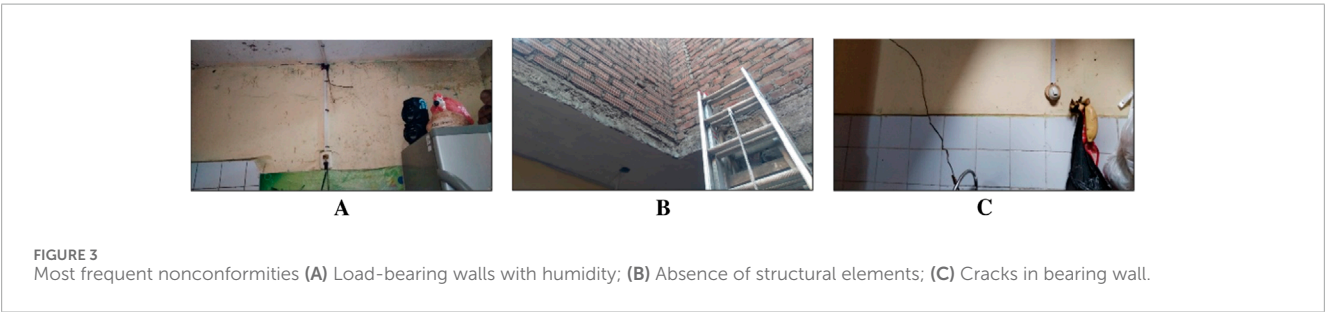 A
B
C
FIGURE 3
Most frequent nonconformities (A) Load-bearing walls with humidity; (B) Absence of structural elements; (C) Cracks in bearing wall.